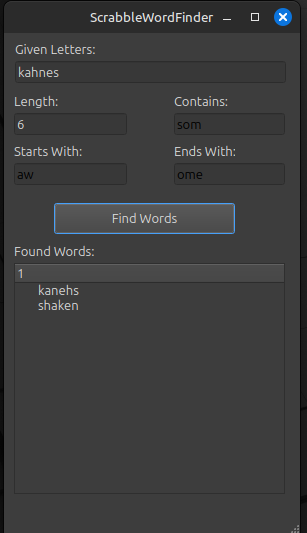 ScrabbleWordFinder
Given Letters:
kahnes
Length: Contains:
6 som
Starts With: Ends With:
aw ome
Find Words
Found Words:
1
kanehs
shaken